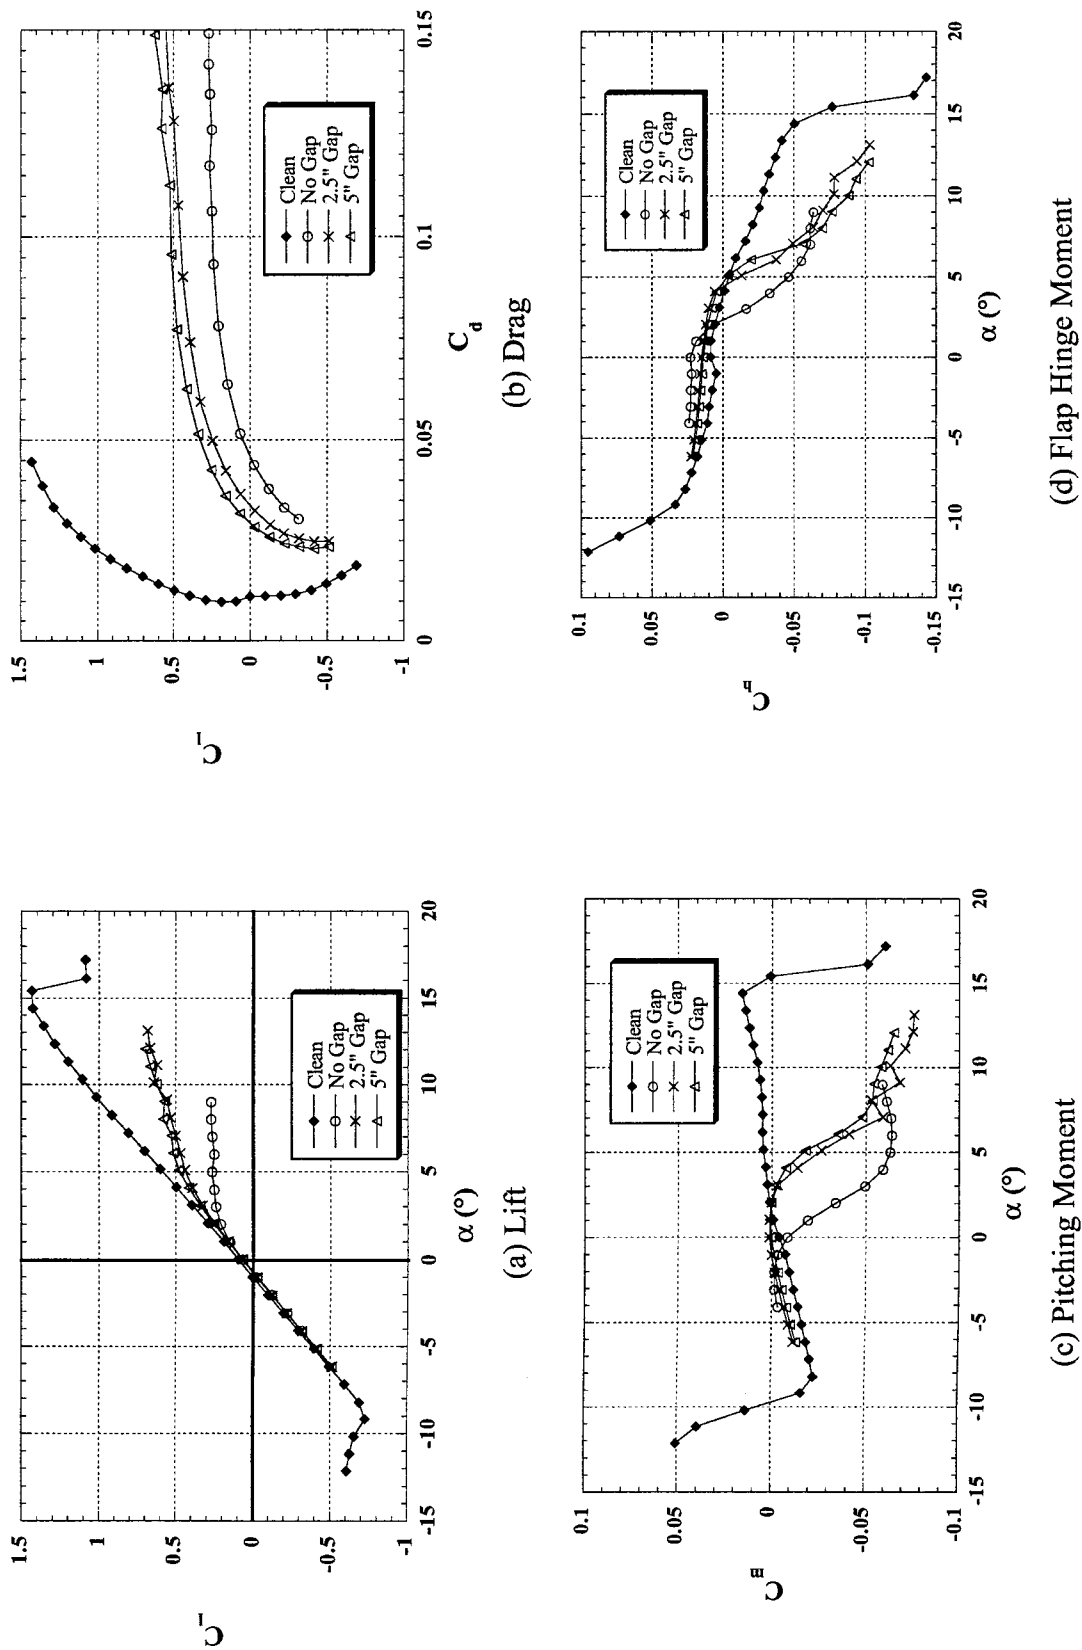 1.5
1
0.5
0
-0.5
-1
C_l
-15
-10
-5
0
5
10
15
20
α (°)
Clean
No Gap
2.5" Gap
5" Gap
(a) Lift
1.5
1
0.5
0
-0.5
-1
C_l
0
0.05
0.1
0.15
C_d
Clean
No Gap
2.5" Gap
5" Gap
(b) Drag
0.1
0.05
0
-0.05
-0.1
C_m
-15
-10
-5
0
5
10
15
20
α (°)
Clean
No Gap
2.5" Gap
5" Gap
(c) Pitching Moment
0.1
0.05
0
-0.05
-0.1
-0.15
C_h
-15
-10
-5
0
5
10
15
20
α (°)
Clean
No Gap
2.5" Gap
5" Gap
(d) Flap Hinge Moment